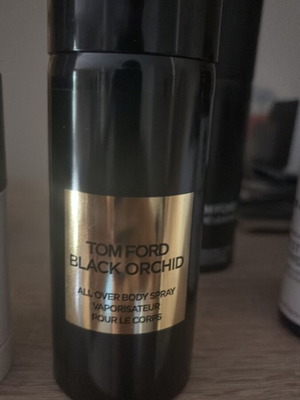 TOM FORD
BLACK ORCHID
ALL OVER BODY SPRAY
VAPORISATEUR
POUR LE CORPS